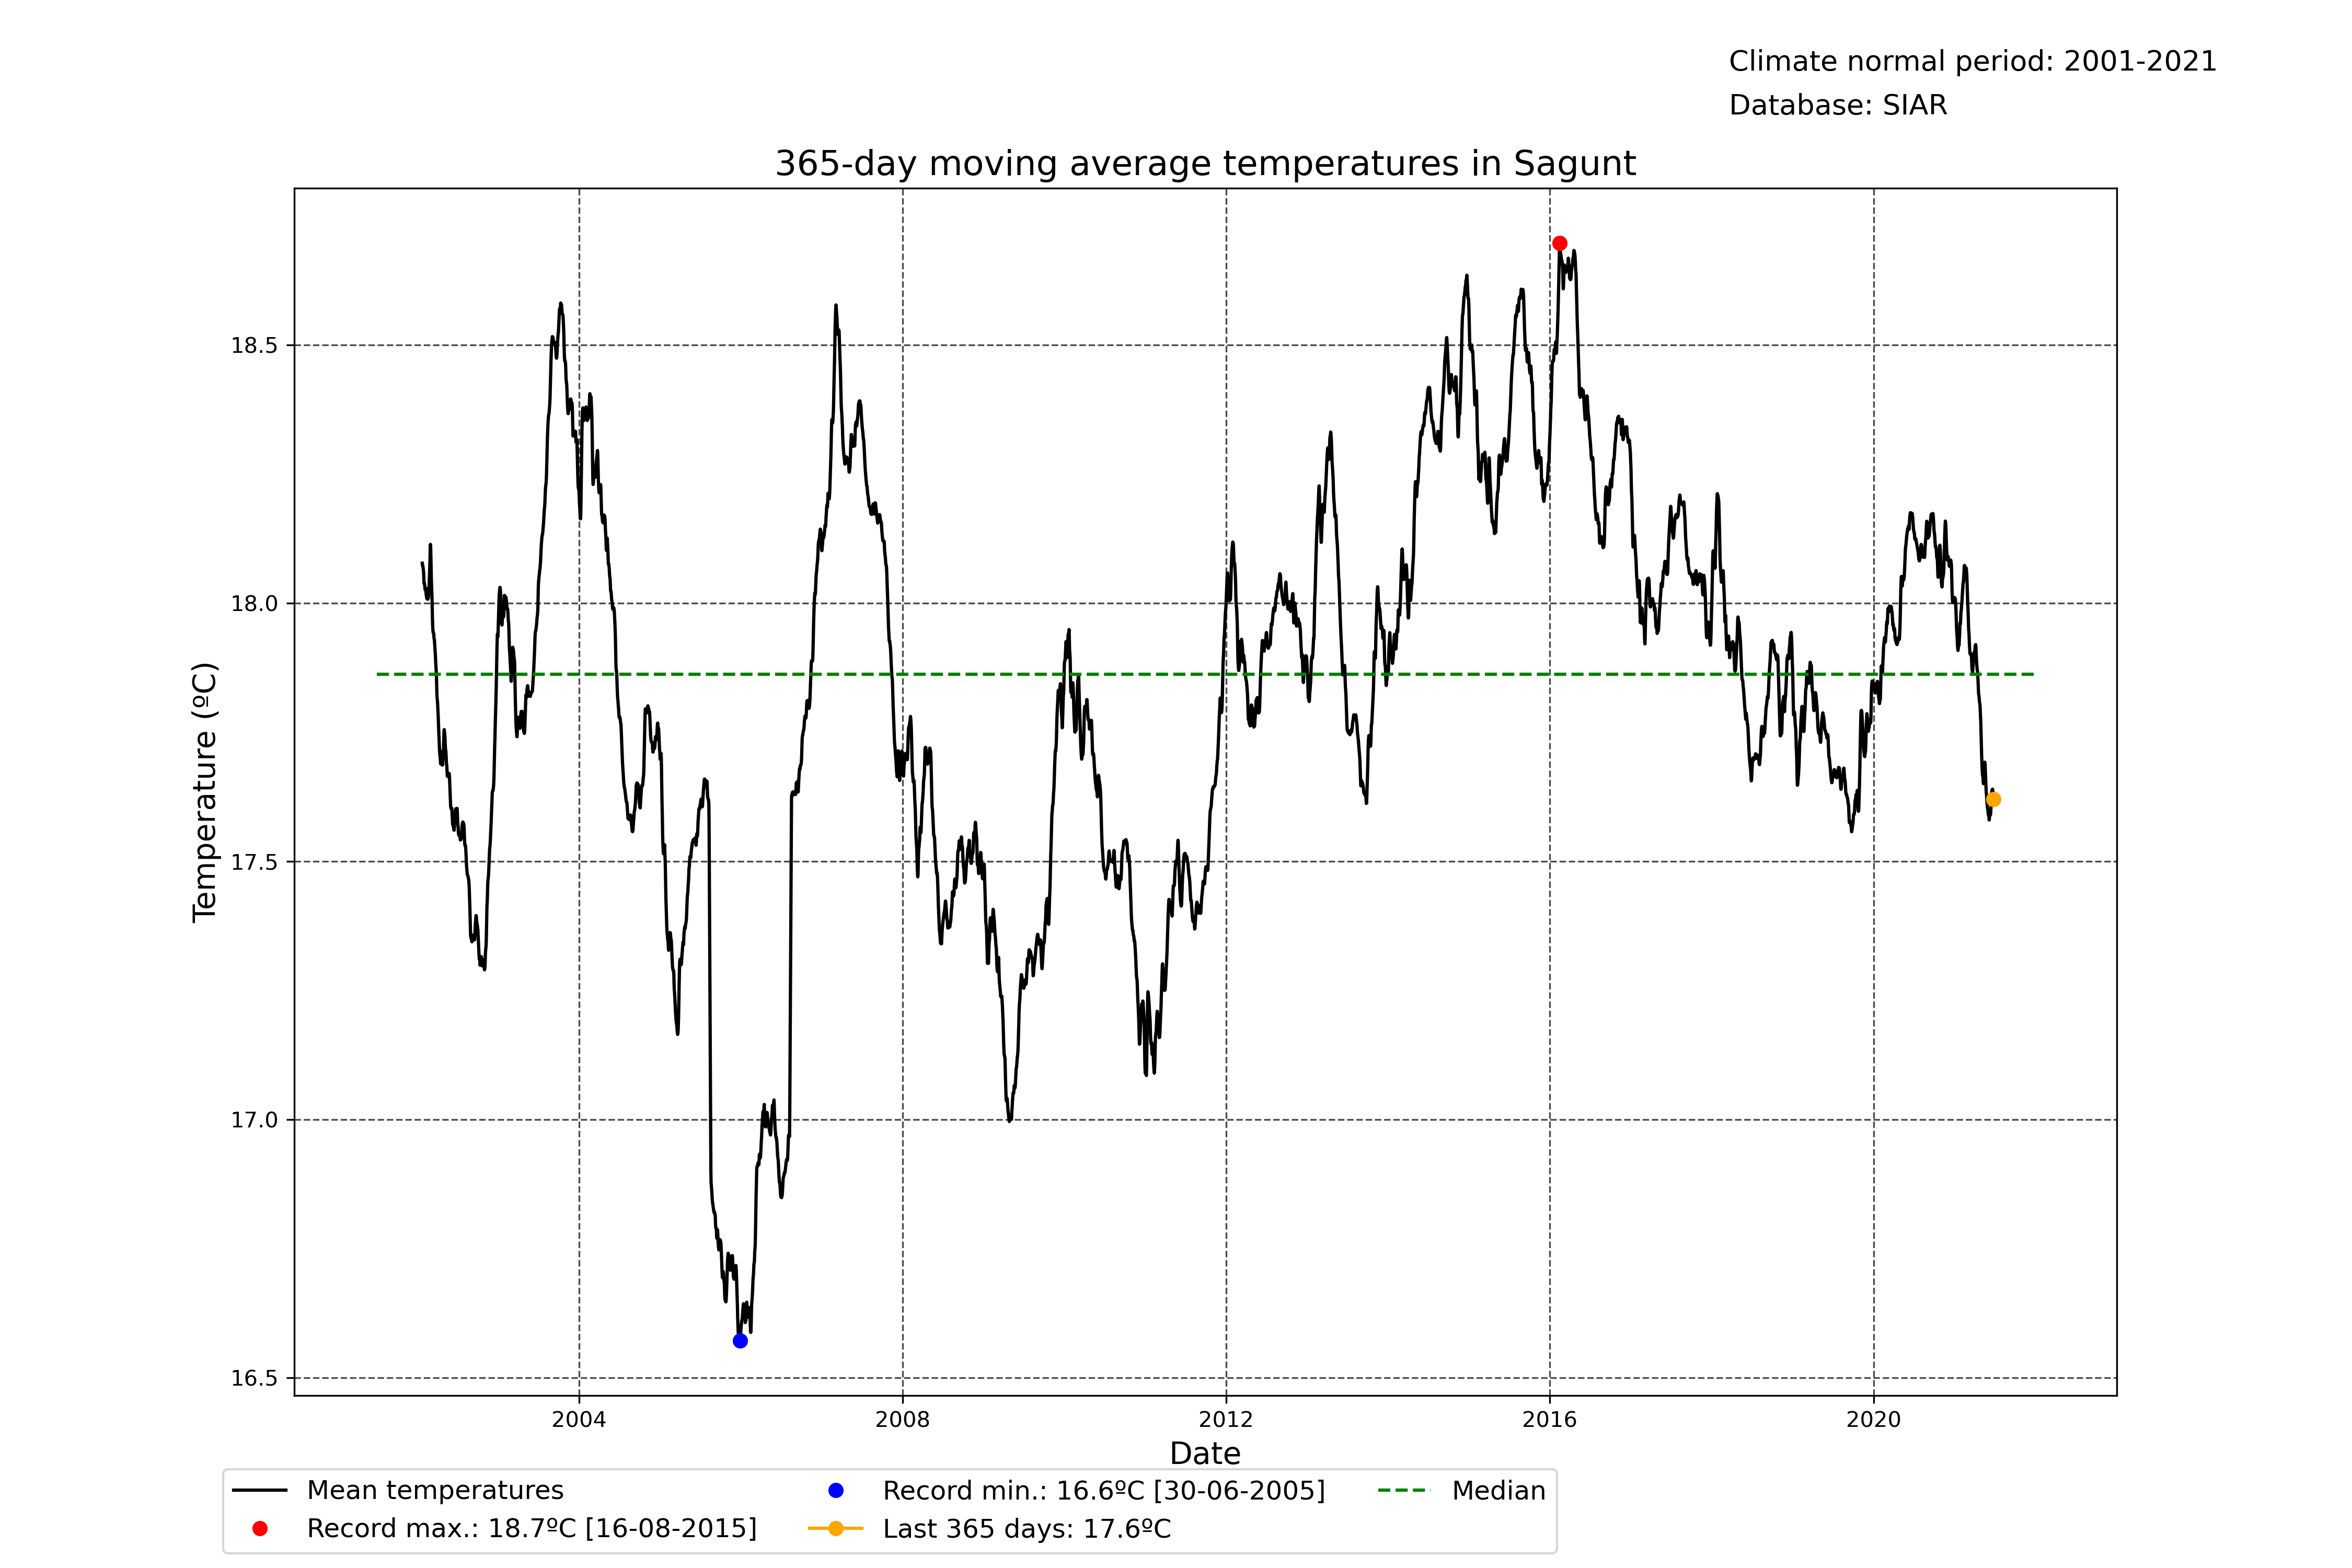 Climate normal period: 2001-2021
Database: SIAR
365-day moving average temperatures in Sagunt
18.5
18.0
17.5
17.0
16.5
Temperature (ºC)
2004 2008 2012 2016 2020
Date
Mean temperatures
Record max.: 18.7ºC [16-08-2015]
Record min.: 16.6ºC [30-06-2005]
Last 365 days: 17.6ºC
Median